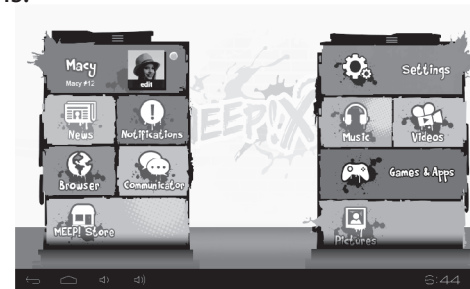 Macy
Macy #12
edit
News
Notifications
Browser
Communicator
MEEP! Store
MEEP!X
Settings
Music
Videos
Games & Apps
Pictures
6:44